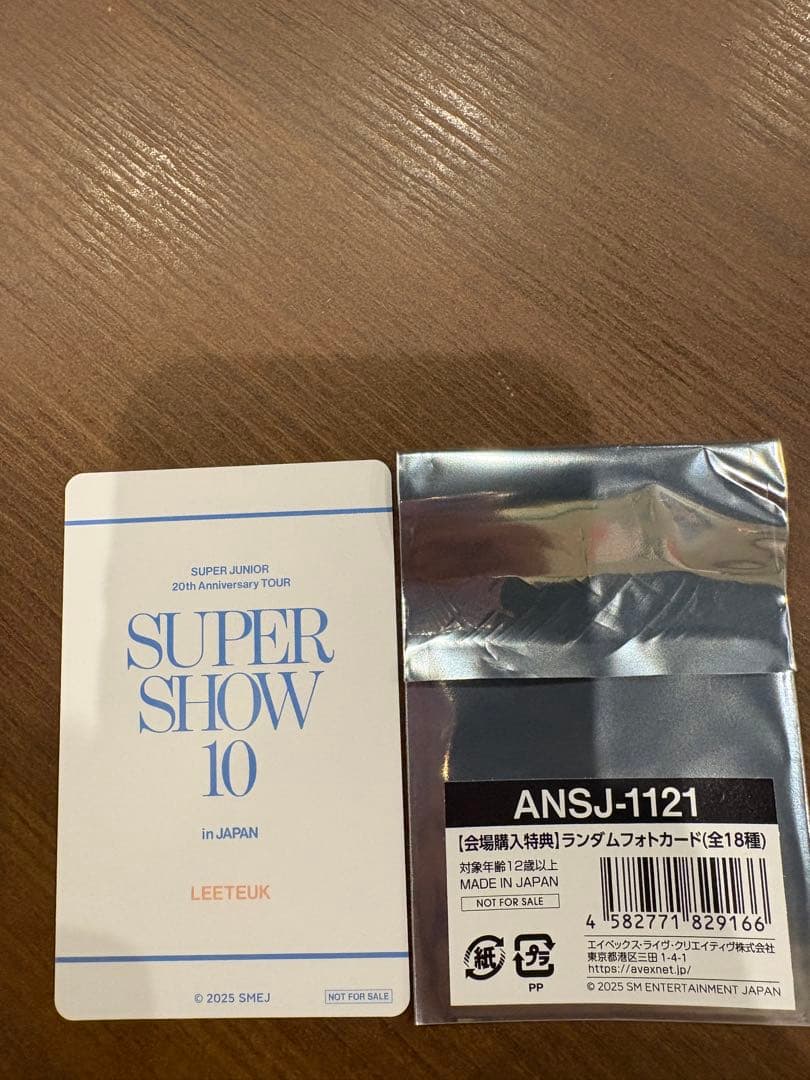 SUPER JUNIOR
20th Anniversary TOUR
SUPER
SHOW
10
in JAPAN
LEETEUK
© 2025 SMEJ
NOT FOR SALE
ANSJ-1121
【会場購入特典】ランダムフォトカード(全18種)
対象年齢12歳以上
MADE IN JAPAN
NOT FOR SALE
4 582771 829166
エイベックス・ライヴ・クリエイティヴ株式会社
東京都港区三田 1-4-1
https://avexnet.jp/
紙
プラ
PP
© 2025 SM ENTERTAINMENT JAPAN